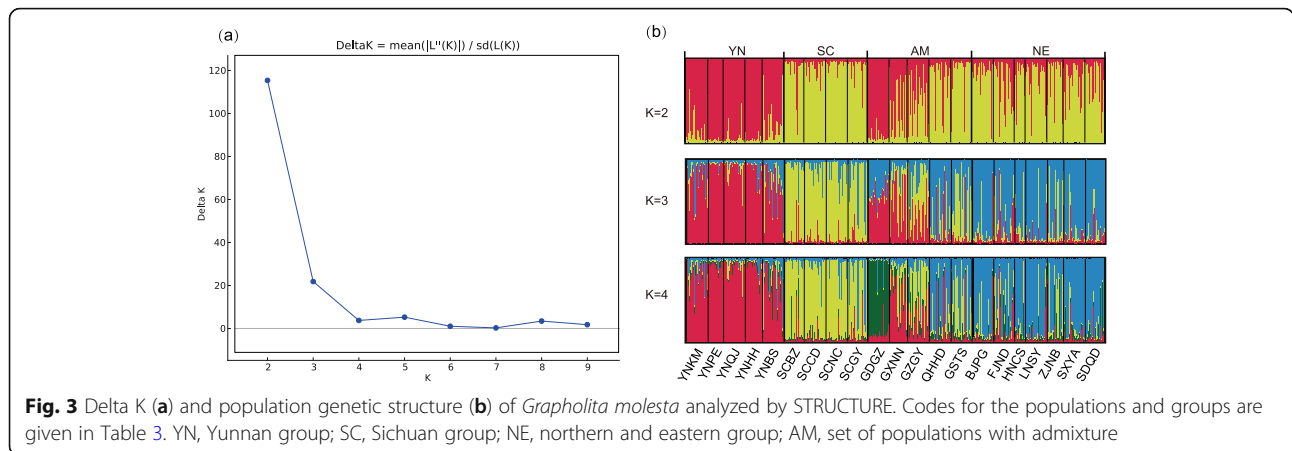 (a)
DeltaK = mean(|L"(K)|) / sd(L(K))
Delta K
120
100
80
60
40
20
0
2 3 4 5 6 7 8 9
K
(b)
YN SC AM NE
K=2
K=3
K=4
YNKM YNPE YNQJ YNHH YNBS SCBZ SCCD SCNC SCGY GDGZ GXNN GZGY QHHD GSTS BJPG FJND HNCS LNSY ZJNB SXYA SDQD
Fig. 3 Delta K (a) and population genetic structure (b) of Grapholita molesta analyzed by STRUCTURE. Codes for the populations and groups are
given in Table 3. YN, Yunnan group; SC, Sichuan group; NE, northern and eastern group; AM, set of populations with admixture